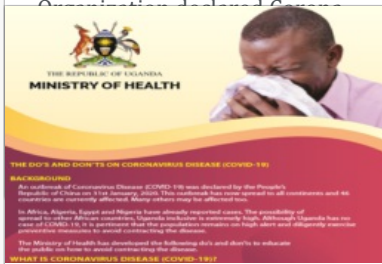 Organization declared Corona
THE REPUBLIC OF UGANDA
MINISTRY OF HEALTH
THE DO'S AND DON'TS ON CORONAVIRUS DISEASE (COVID-19)
BACKGROUND
An outbreak of Coronavirus Disease (COVID-19) was declared by the People's
Republic of China on 31st January, 2020. This outbreak has now spread to all continents and 46
countries are currently affected. Many others may be affected too.
In Africa, Algeria, Egypt and Nigeria have already reported cases. The possibility of
spread to other African countries, Uganda inclusive is extremely high. Although Uganda has no
case of COVID-19, it is pertinent that the population remains on high alert and diligently exercise
preventive measures to avoid contracting the disease.
The Ministry of Health has developed the following do's and don'ts to educate
the public on how to avoid contracting the disease.
WHAT IS CORONAVIRUS DISEASE (COVID-19)?